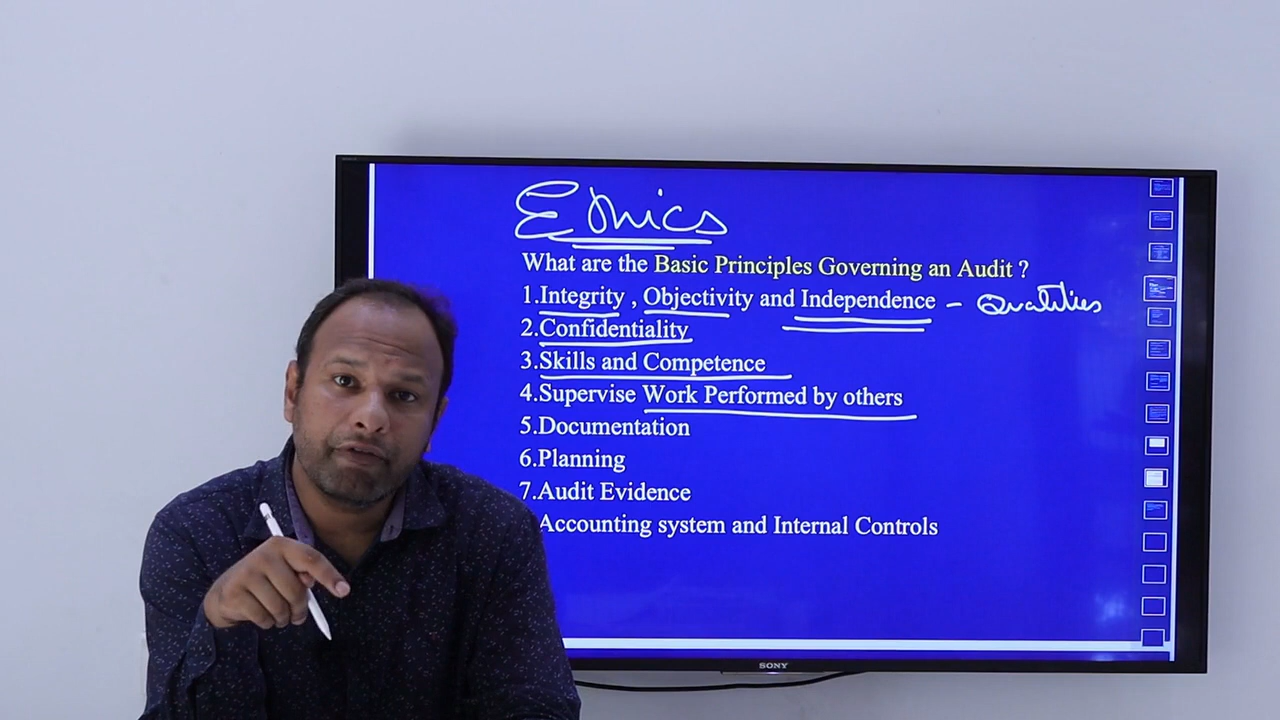 Ethics
What are the Basic Principles Governing an Audit ?
1.Integrity , Objectivity and Independence - Qualities
2.Confidentiality
3.Skills and Competence
4.Supervise Work Performed by others
5.Documentation
6.Planning
7.Audit Evidence
.Accounting system and Internal Controls
SONY